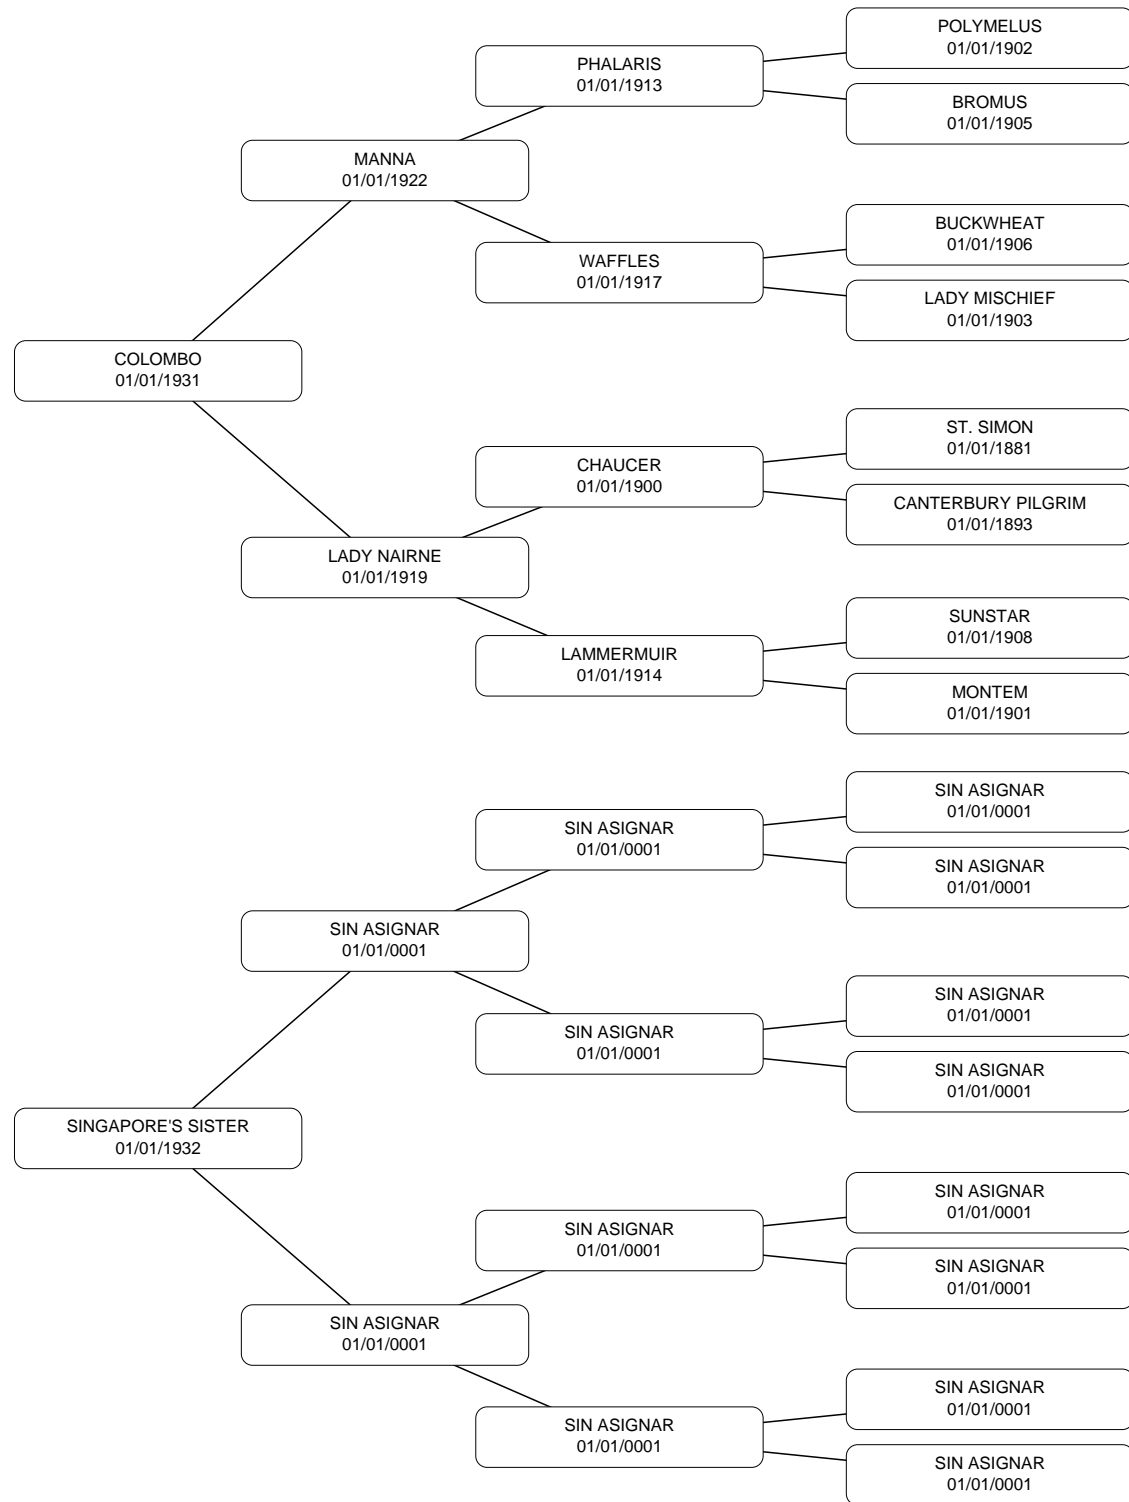 POLYMELUS
01/01/1902
PHALARIS
01/01/1913
BROMUS
01/01/1905
MANNA
01/01/1922
BUCKWHEAT
01/01/1906
WAFFLES
01/01/1917
LADY MISCHIEF
01/01/1903
COLOMBO
01/01/1931
ST. SIMON
01/01/1881
CHAUCER
01/01/1900
CANTERBURY PILGRIM
01/01/1893
LADY NAIRNE
01/01/1919
SUNSTAR
01/01/1908
LAMMERMUIR
01/01/1914
MONTEM
01/01/1901
SIN ASIGNAR
01/01/0001
SIN ASIGNAR
01/01/0001
SIN ASIGNAR
01/01/0001
SIN ASIGNAR
01/01/0001
SIN ASIGNAR
01/01/0001
SIN ASIGNAR
01/01/0001
SIN ASIGNAR
01/01/0001
SINGAPORE'S SISTER
01/01/1932
SIN ASIGNAR
01/01/0001
SIN ASIGNAR
01/01/0001
SIN ASIGNAR
01/01/0001
SIN ASIGNAR
01/01/0001
SIN ASIGNAR
01/01/0001
SIN ASIGNAR
01/01/0001
SIN ASIGNAR
01/01/0001